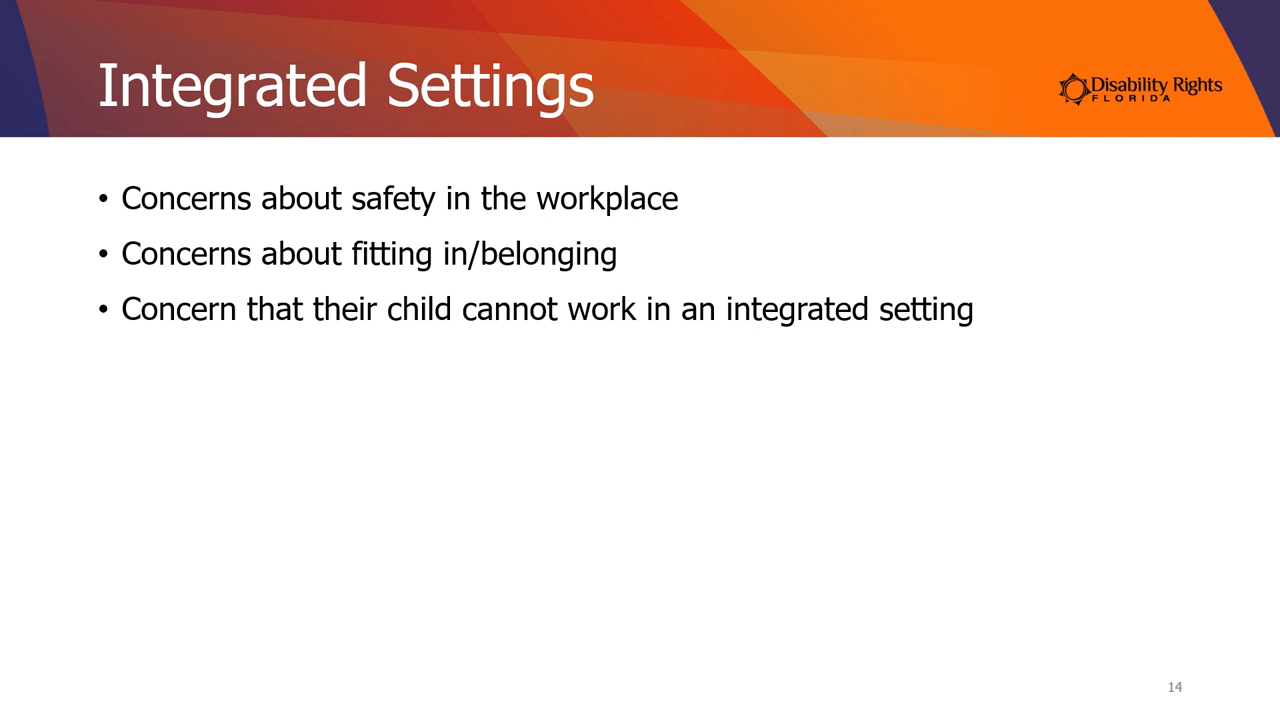 Integrated Settings
Disability Rights
FLORIDA
• Concerns about safety in the workplace
• Concerns about fitting in/belonging
• Concern that their child cannot work in an integrated setting
14